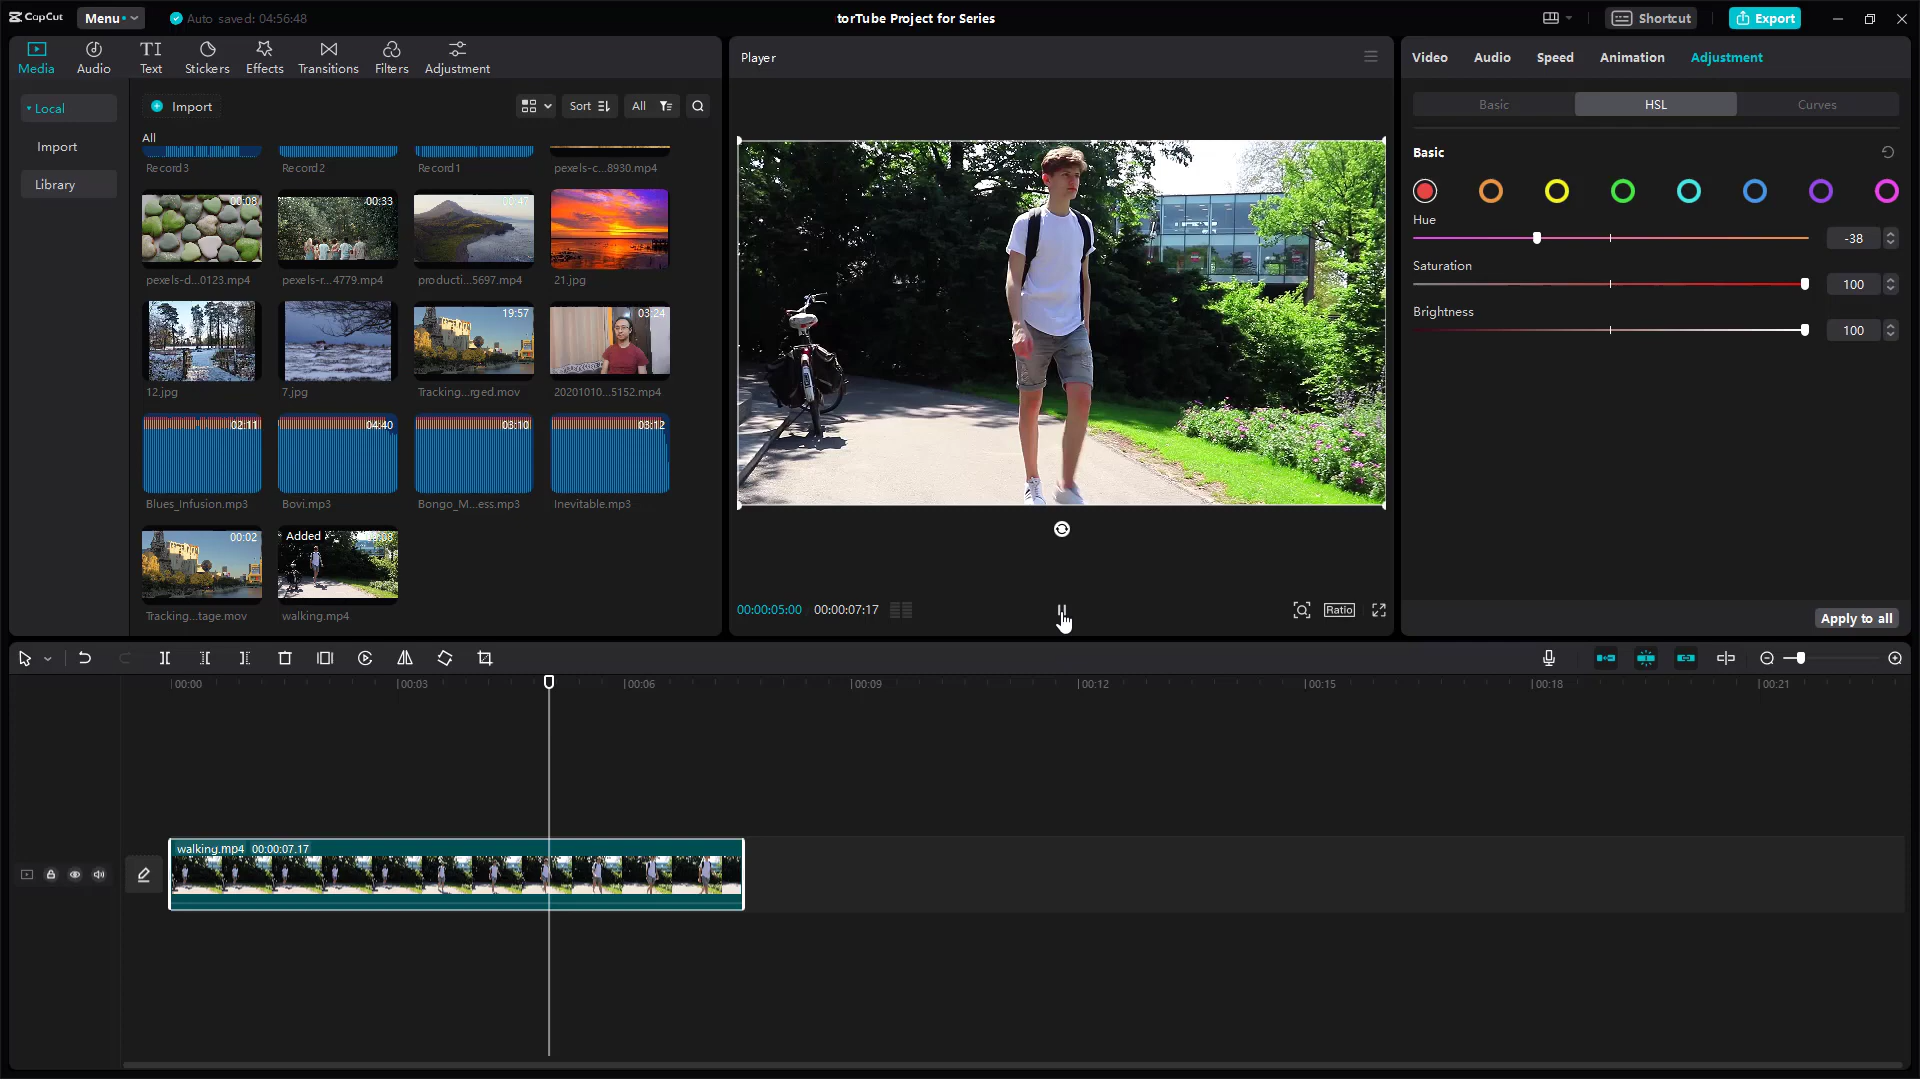 CapCut
Menu
Auto saved: 04:56:48
torTube Project for Series
Shortcut
Export
Media
Audio
Text
Stickers
Effects
Transitions
Filters
Adjustment
Local
Import
Library
Import
Sort
All
All
Record3
Record2
Record1
pexels-c...8930.mp4
00:08
00:33
00:47
pexels-d...0123.mp4
pexels-r...4779.mp4
producti...5697.mp4
21.jpg
19:57
03:24
12.jpg
7.jpg
Tracking...rged.mov
20201010...5152.mp4
02:11
04:40
03:10
03:12
Blues_Infusion.mp3
Bovi.mp3
Bongo_M...ess.mp3
Inevitable.mp3
00:02
Added
00:08
Tracking...tage.mov
walking.mp4
Player
00:00:05:00
00:00:07:17
Ratio
Video
Audio
Speed
Animation
Adjustment
Basic
HSL
Curves
Basic
Hue
-38
Saturation
100
Brightness
100
Apply to all
00:00
00:03
00:06
00:09
00:12
00:15
00:18
00:21
walking.mp4 00:00:07.17